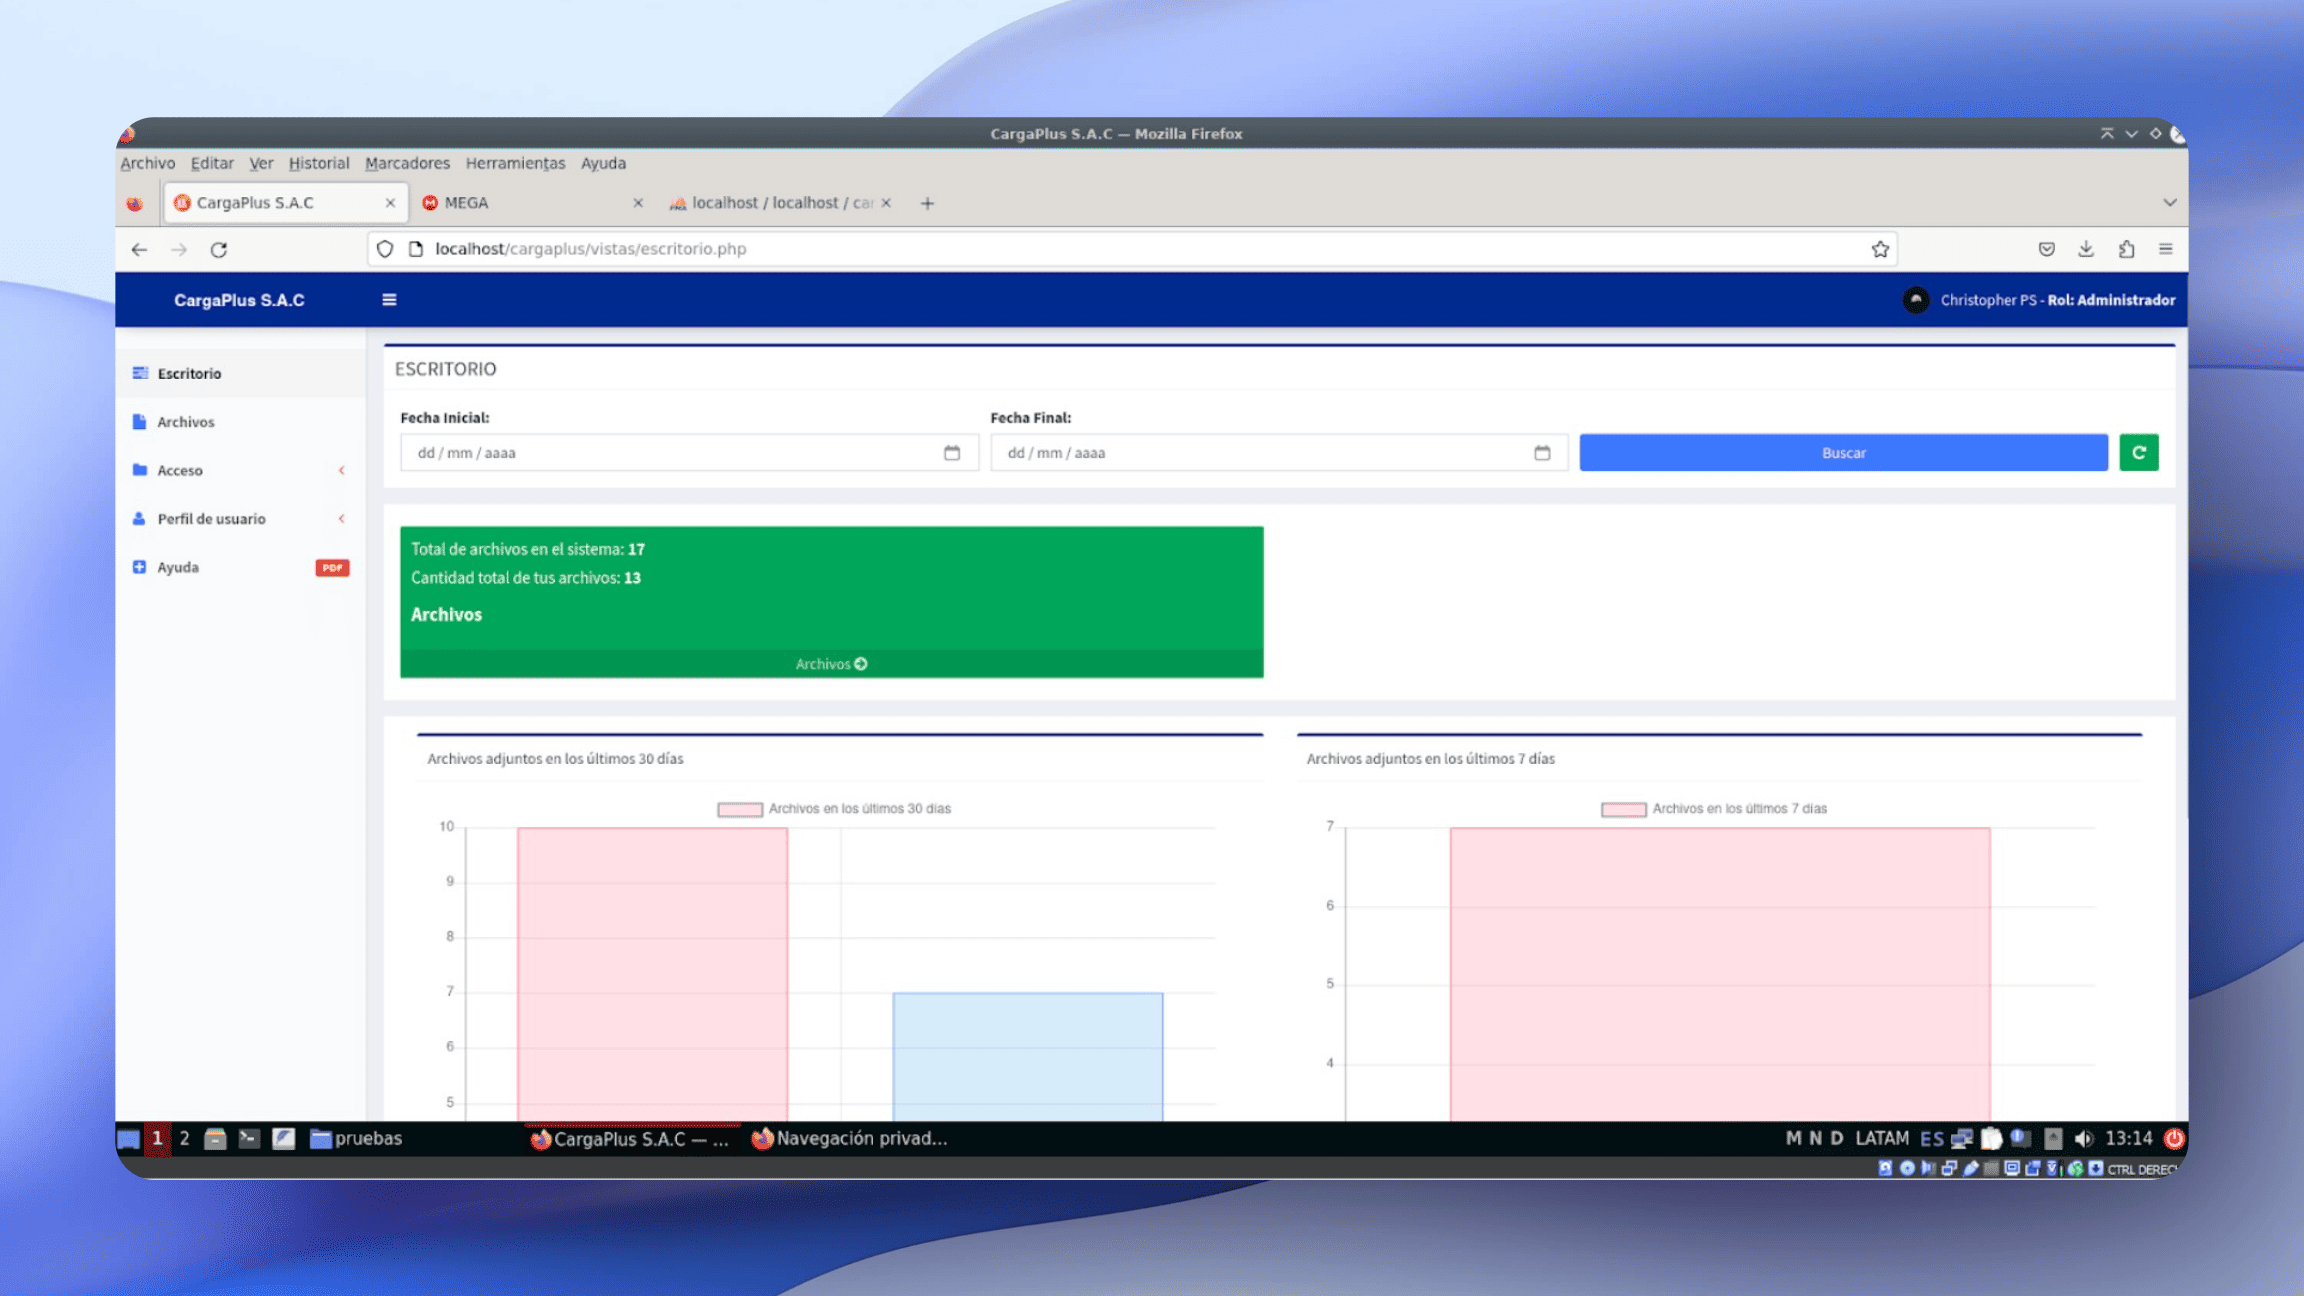 CargaPlus S.A.C — Mozilla Firefox
Archivo Editar Ver Historial Marcadores Herramientas Ayuda
CargaPlus S.A.C
MEGA
localhost / localhost / car
localhost/cargaplus/vistas/escritorio.php
CargaPlus S.A.C
Christopher PS - Rol: Administrador
Escritorio
Archivos
Acceso
Perfil de usuario
Ayuda
PDF
ESCRITORIO
Fecha Inicial:
Fecha Final:
dd / mm / aaaa
dd / mm / aaaa
Buscar
Total de archivos en el sistema: 17
Cantidad total de tus archivos: 13
Archivos
Archivos
Archivos adjuntos en los últimos 30 días
Archivos en los últimos 30 días
10
9
8
7
6
5
Archivos adjuntos en los últimos 7 días
Archivos en los últimos 7 días
7
6
5
4
1 2
pruebas
CargaPlus S.A.C — ...
Navegación privad...
M N D LATAM ES
13:14
CTRL DEREC